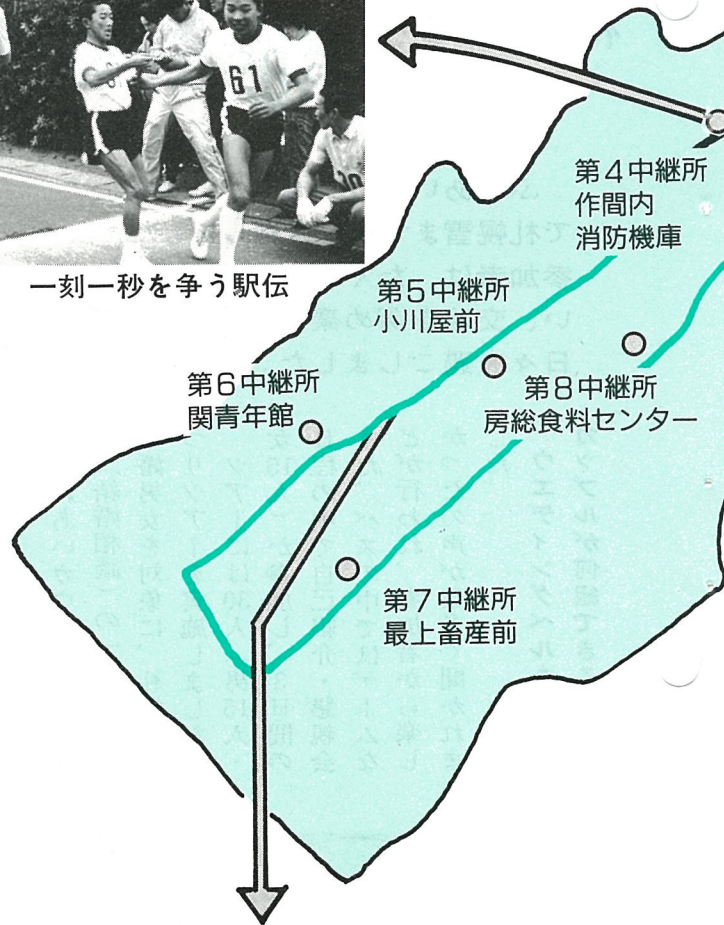 61
一刻一秒を争う駅伝
第4中継所
作間内
消防機庫
第5中継所
小川屋前
第6中継所
関青年館
第8中継所
房総食料センター
第7中継所
最上畜産前